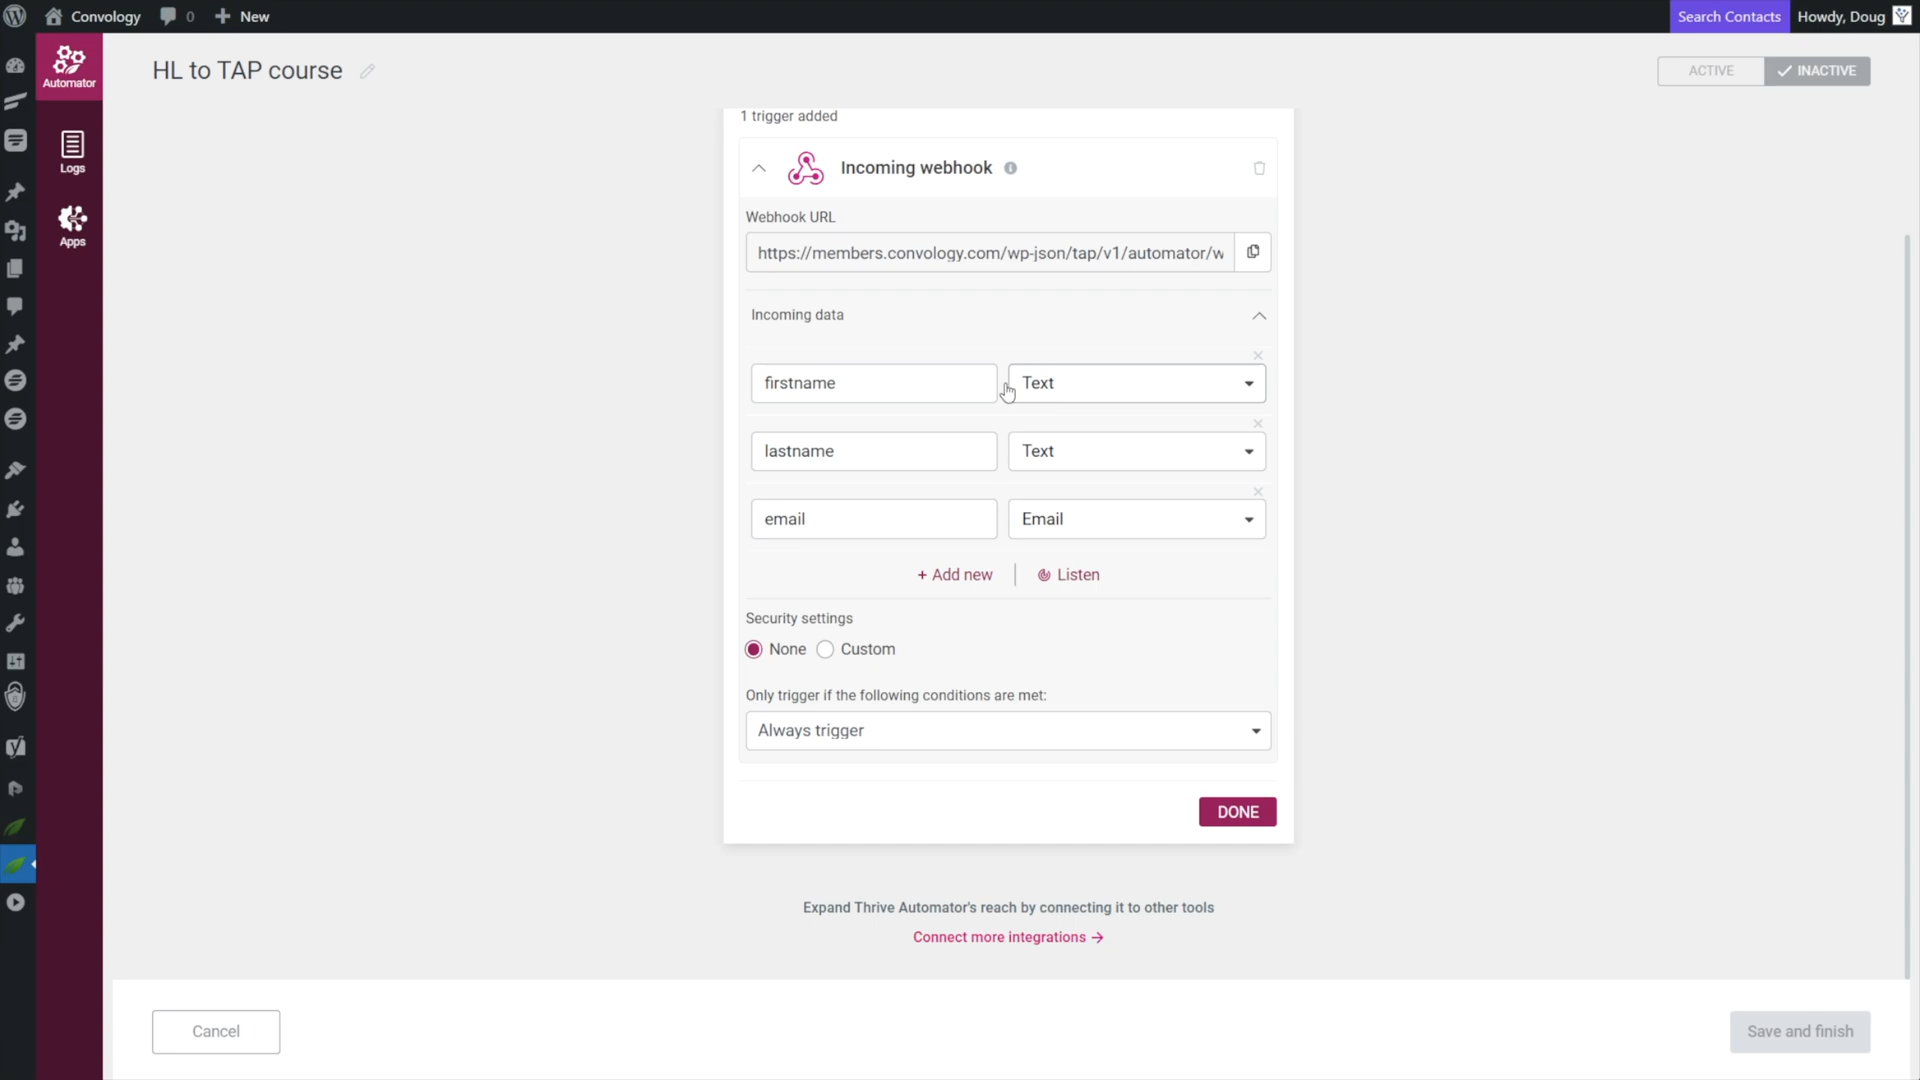 Convology 0 New Search Contacts Howdy, Doug
Automator
HL to TAP course
ACTIVE INACTIVE
Logs
Apps
1 trigger added
Incoming webhook
Webhook URL
https://members.convology.com/wp-json/tap/v1/automator/w
Incoming data
firstname Text
lastname Text
email Email
+ Add new Listen
Security settings
None Custom
Only trigger if the following conditions are met:
Always trigger
DONE
Expand Thrive Automator's reach by connecting it to other tools
Connect more integrations →
Cancel Save and finish